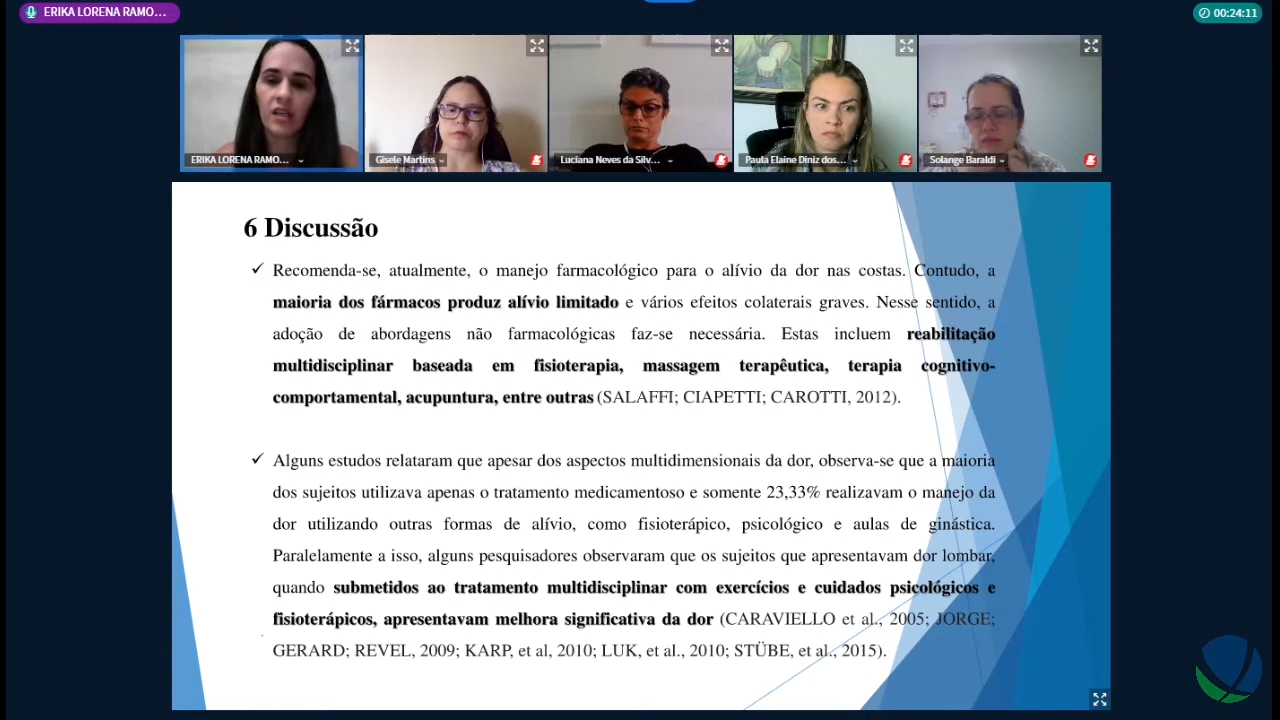 ERIKA LORENA RAMO...
00:24:11
ERIKA LORENA RAMO...
Gisele Martins
Luciana Neves da Silv...
Paula Elaine Diniz dos...
Solange Baraldi
6 Discussão
✓ Recomenda-se, atualmente, o manejo farmacológico para o alívio da dor nas costas. Contudo, a
maioria dos fármacos produz alívio limitado e vários efeitos colaterais graves. Nesse sentido, a
adoção de abordagens não farmacológicas faz-se necessária. Estas incluem reabilitação
multidisciplinar baseada em fisioterapia, massagem terapêutica, terapia cognitivo-
comportamental, acupuntura, entre outras (SALAFFI; CIAPETTI; CAROTTI, 2012).
✓ Alguns estudos relataram que apesar dos aspectos multidimensionais da dor, observa-se que a maioria
dos sujeitos utilizava apenas o tratamento medicamentoso e somente 23,33% realizavam o manejo da
dor utilizando outras formas de alívio, como fisioterápico, psicológico e aulas de ginástica.
Paralelamente a isso, alguns pesquisadores observaram que os sujeitos que apresentavam dor lombar,
quando submetidos ao tratamento multidisciplinar com exercícios e cuidados psicológicos e
fisioterápicos, apresentavam melhora significativa da dor (CARAVIELLO et al., 2005; JORGE;
GERARD; REVEL, 2009; KARP, et al, 2010; LUK, et al., 2010; STÜBE, et al., 2015).